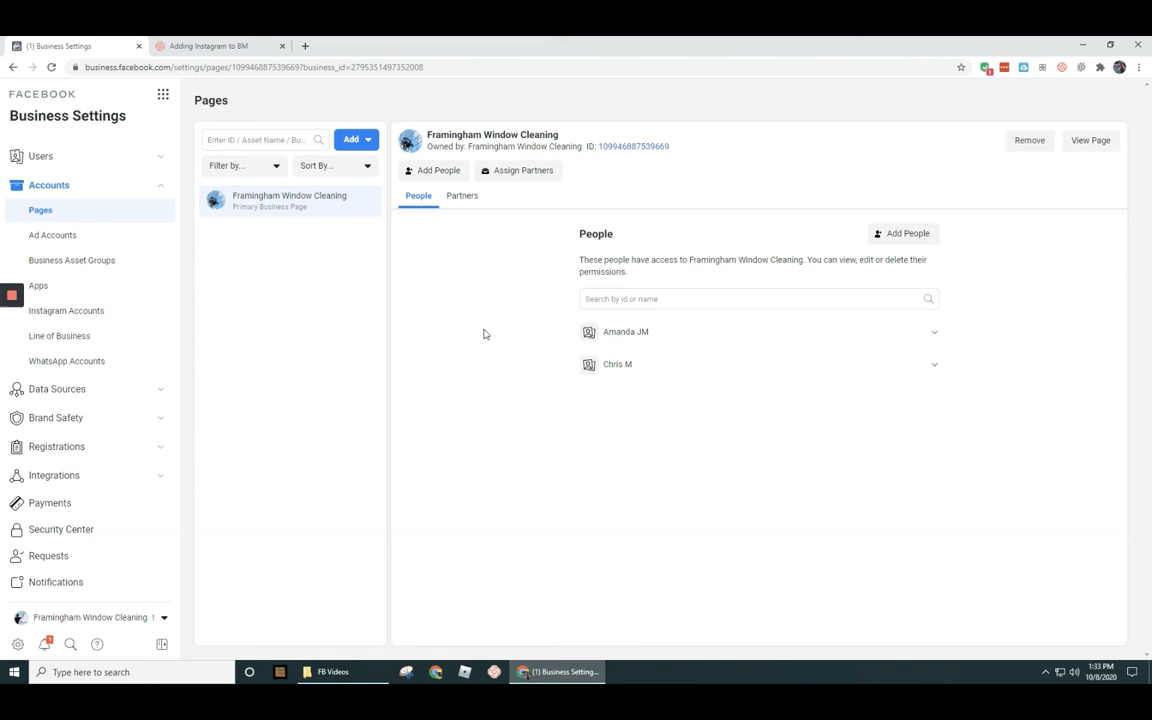 (1) Business Settings
Adding Instagram to BM
business.facebook.com/settings/pages/109946887539669?business_id=2795351497352008
1
FACEBOOK
Business Settings
Users
Accounts
Pages
Ad Accounts
Business Asset Groups
Apps
Instagram Accounts
Line of Business
WhatsApp Accounts
Data Sources
Brand Safety
Registrations
Integrations
Payments
Security Center
Requests
Notifications
Framingham Window Cleaning
1
Pages
Enter ID / Asset Name / Bu...
Add
Filter by...
Sort By...
Framingham Window Cleaning
Primary Business Page
Framingham Window Cleaning
Owned by: Framingham Window Cleaning ID: 109946887539669
Remove
View Page
Add People
Assign Partners
People
Partners
People
Add People
These people have access to Framingham Window Cleaning. You can view, edit or delete their
permissions.
Search by id or name
Amanda JM
Chris M
Type here to search
FB Videos
(1) Business Setting...
1:33 PM
10/8/2020